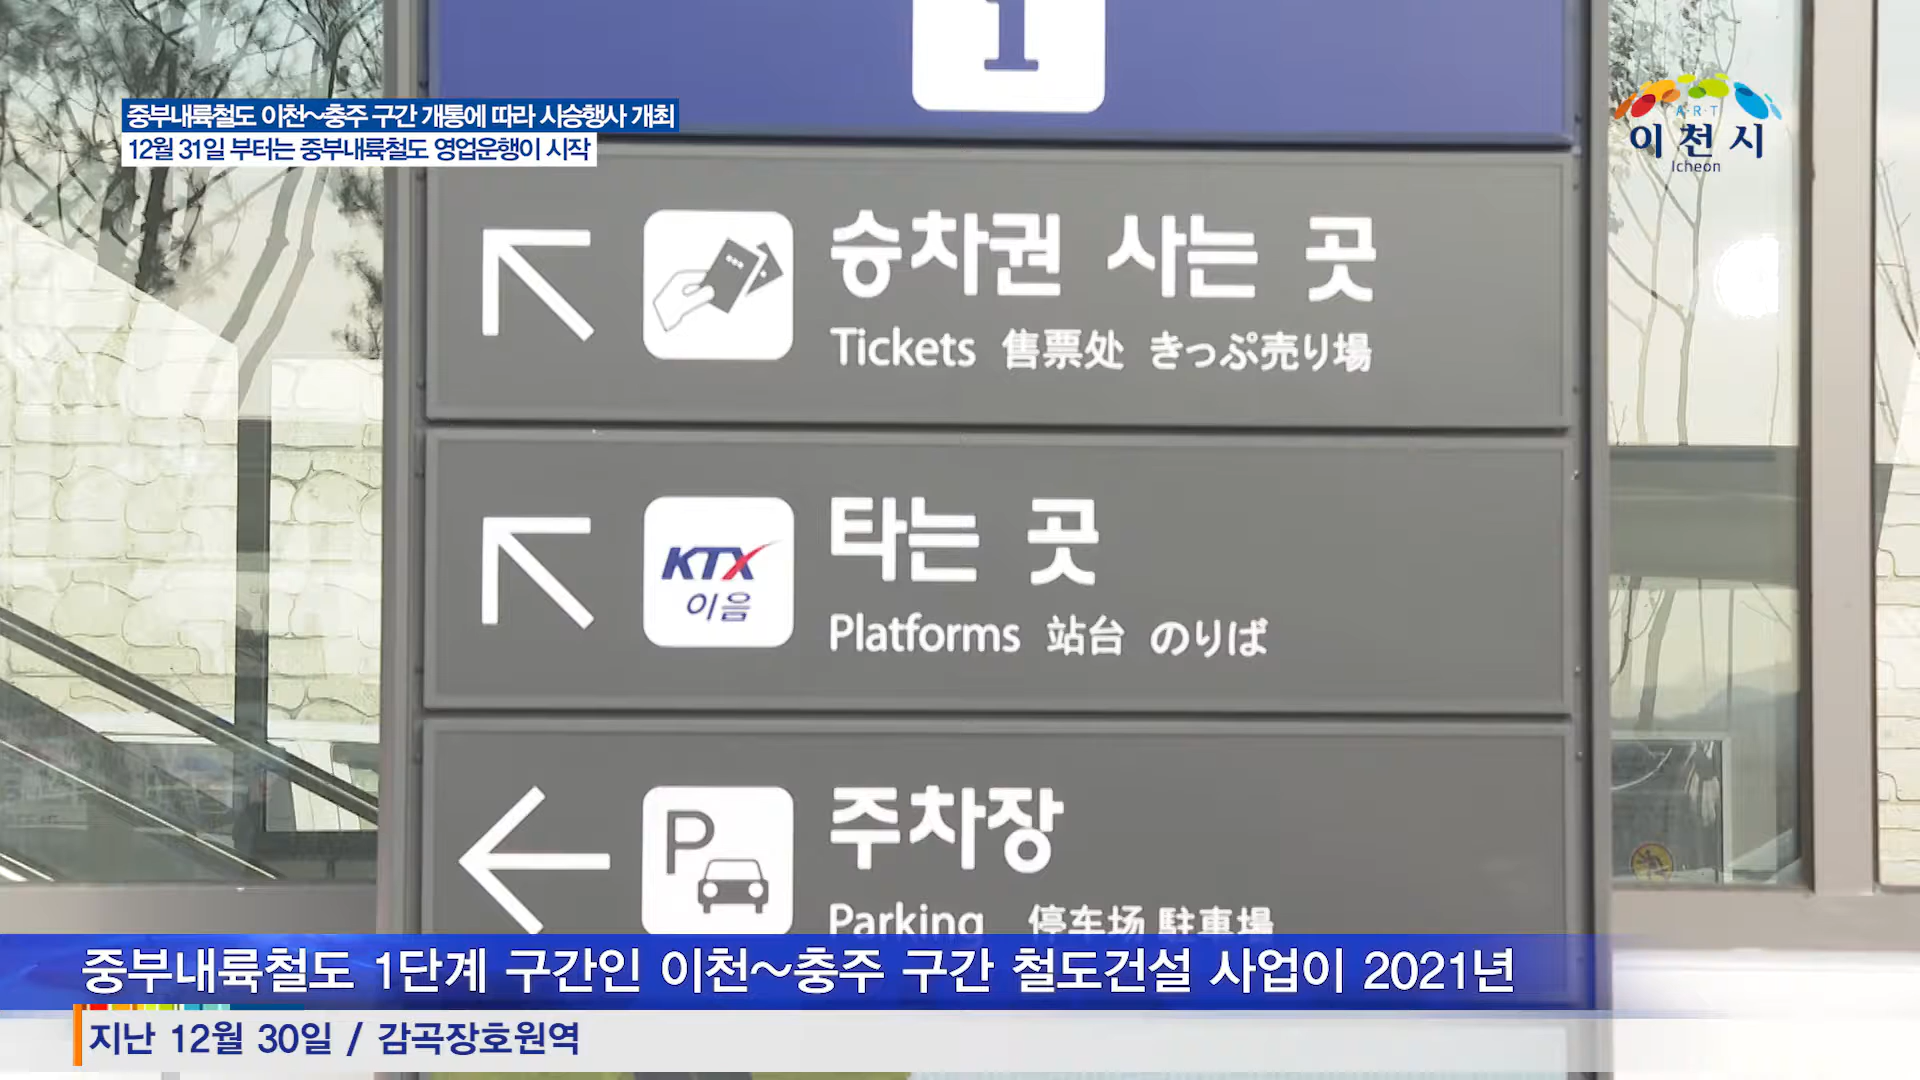 1
중부내륙철도 이천~충주 구간 개통에 따라 시승행사 개최
12월 31일 부터는 중부내륙철도 영업운행이 시작
A·R·T
이천시
Icheon
승차권 사는 곳
Tickets 售票处 きっぷ売り場
KTX
이음
타는 곳
Platforms 站台 のりば
P
주차장
Parking 停车场 駐車場
중부내륙철도 1단계 구간인 이천~충주 구간 철도건설 사업이 2021년
지난 12월 30일 / 감곡장호원역